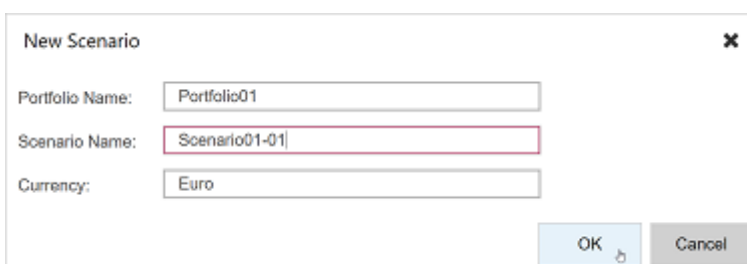 New Scenario
Portfolio Name: Portfolio01
Scenario Name: Scenario01-01
Currency: Euro
OK Cancel